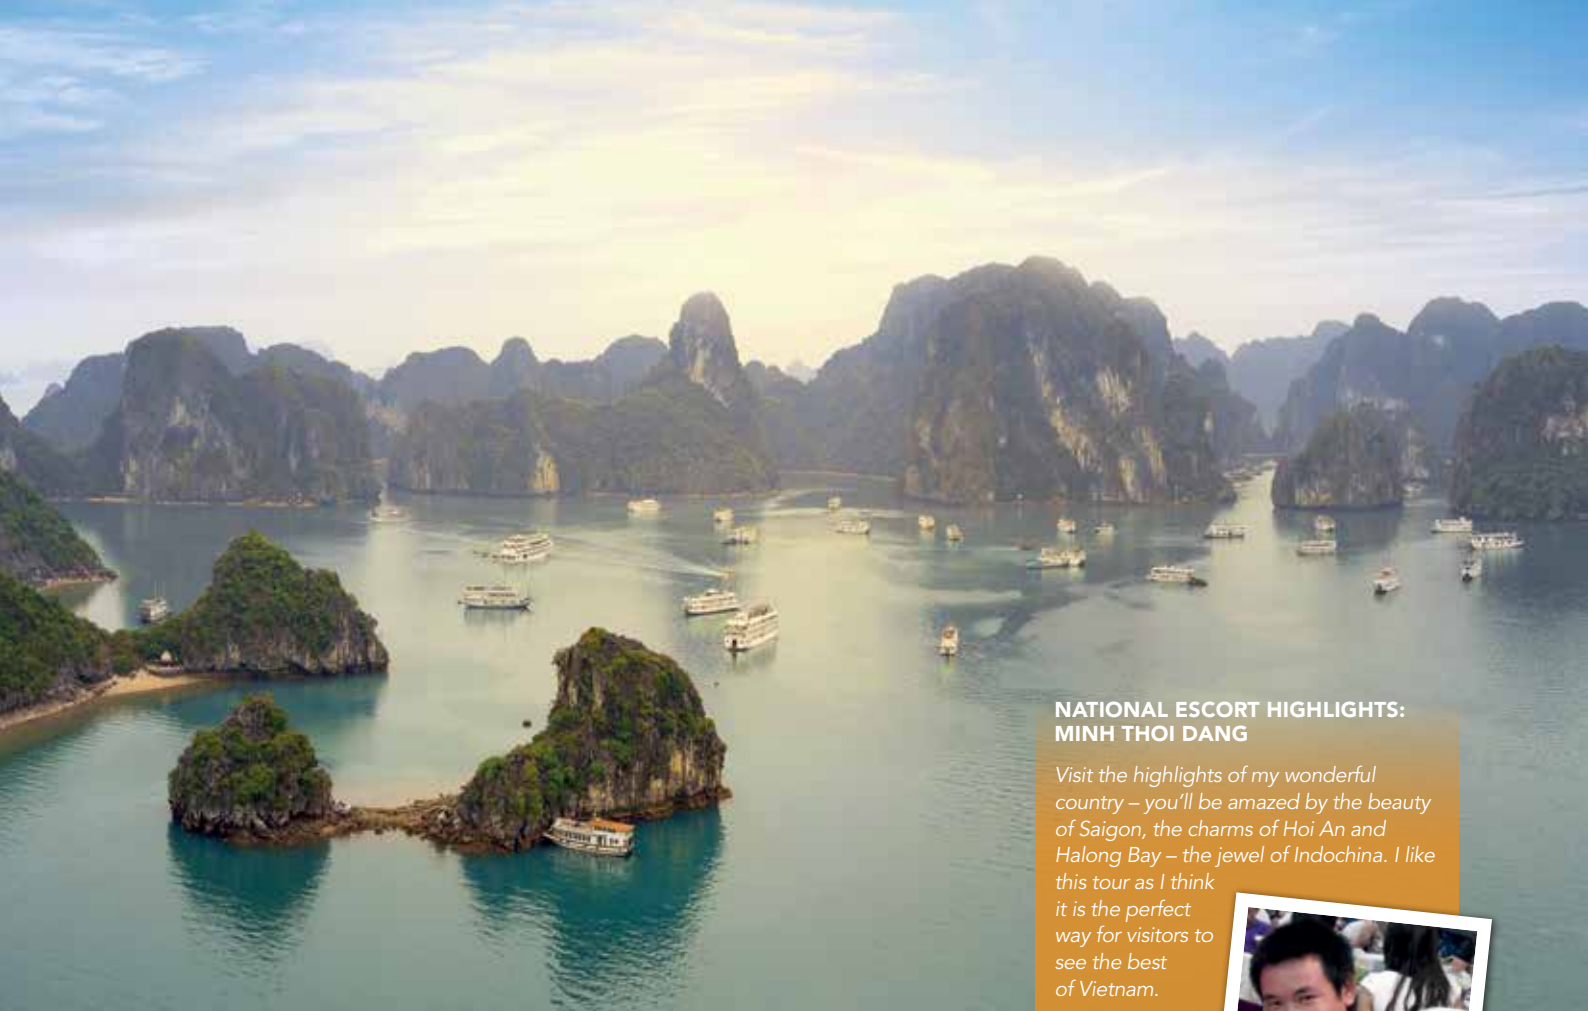 NATIONAL ESCORT HIGHLIGHTS:
MINH THOI DANG
Visit the highlights of my wonderful
country – you’ll be amazed by the beauty
of Saigon, the charms of Hoi An and
Halong Bay – the jewel of Indochina. I like
this tour as I think
it is the perfect
way for visitors to
see the best
of Vietnam.